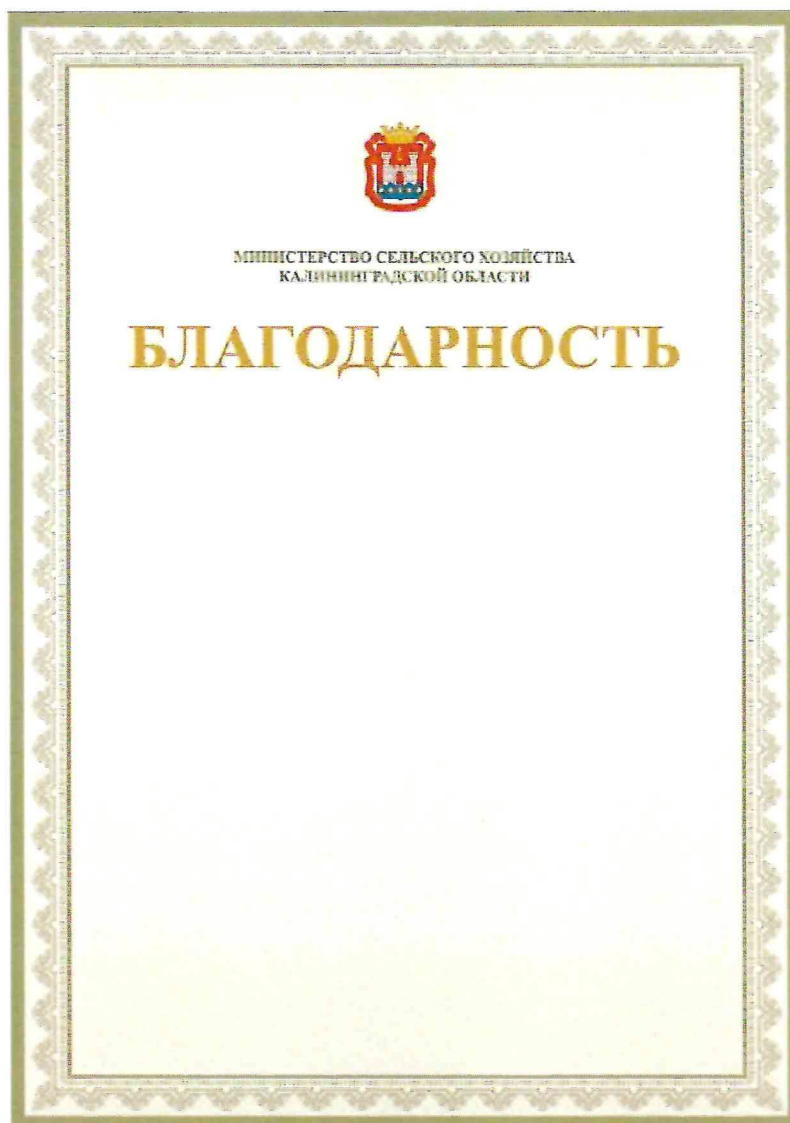 МИНИСТЕРСТВО СЕЛЬСКОГО ХОЗЯЙСТВА
КАЛИНИНГРАДСКОЙ ОБЛАСТИ
БЛАГОДАРНОСТЬ